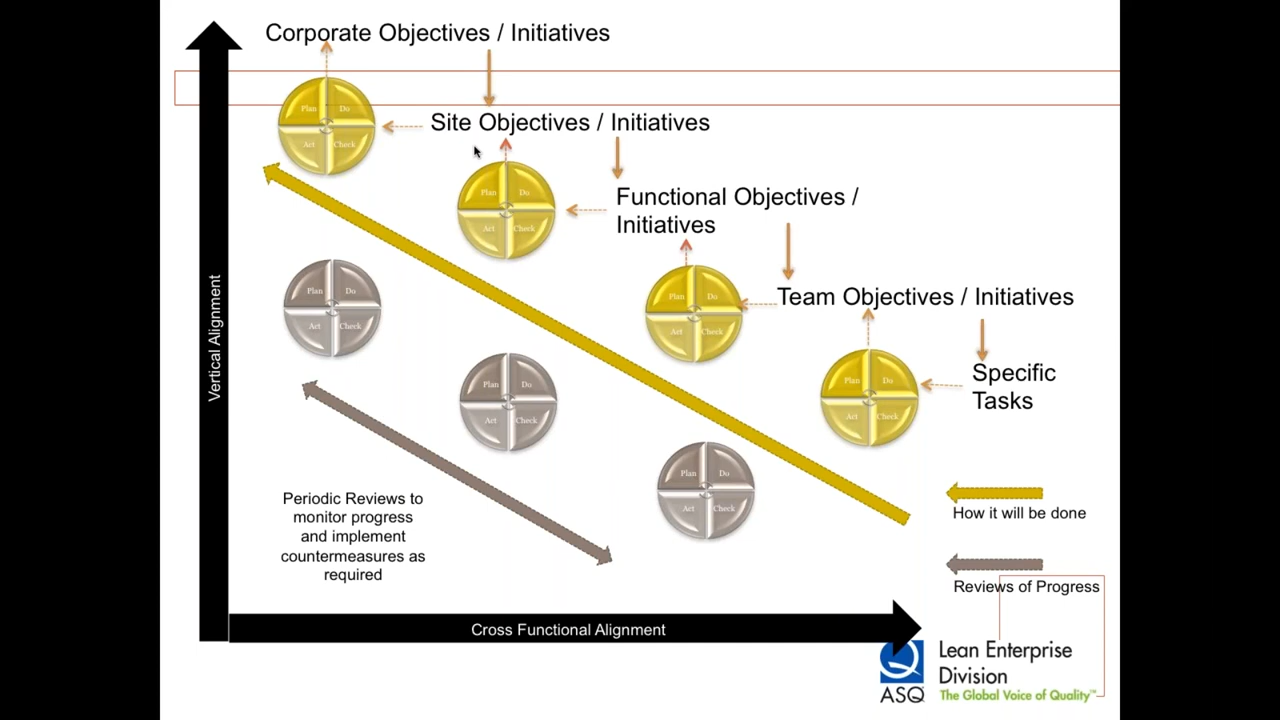 Corporate Objectives / Initiatives
Plan
Do
Act
Check
Site Objectives / Initiatives
Plan
Do
Act
Check
Functional Objectives /
Initiatives
Plan
Do
Act
Check
Team Objectives / Initiatives
Plan
Do
Act
Check
Specific
Tasks
Plan
Do
Act
Check
Plan
Do
Act
Check
Plan
Do
Act
Check
Vertical Alignment
Periodic Reviews to
monitor progress
and implement
countermeasures as
required
How it will be done
Reviews of Progress
Cross Functional Alignment
ASQ
Lean Enterprise
Division
The Global Voice of Quality™